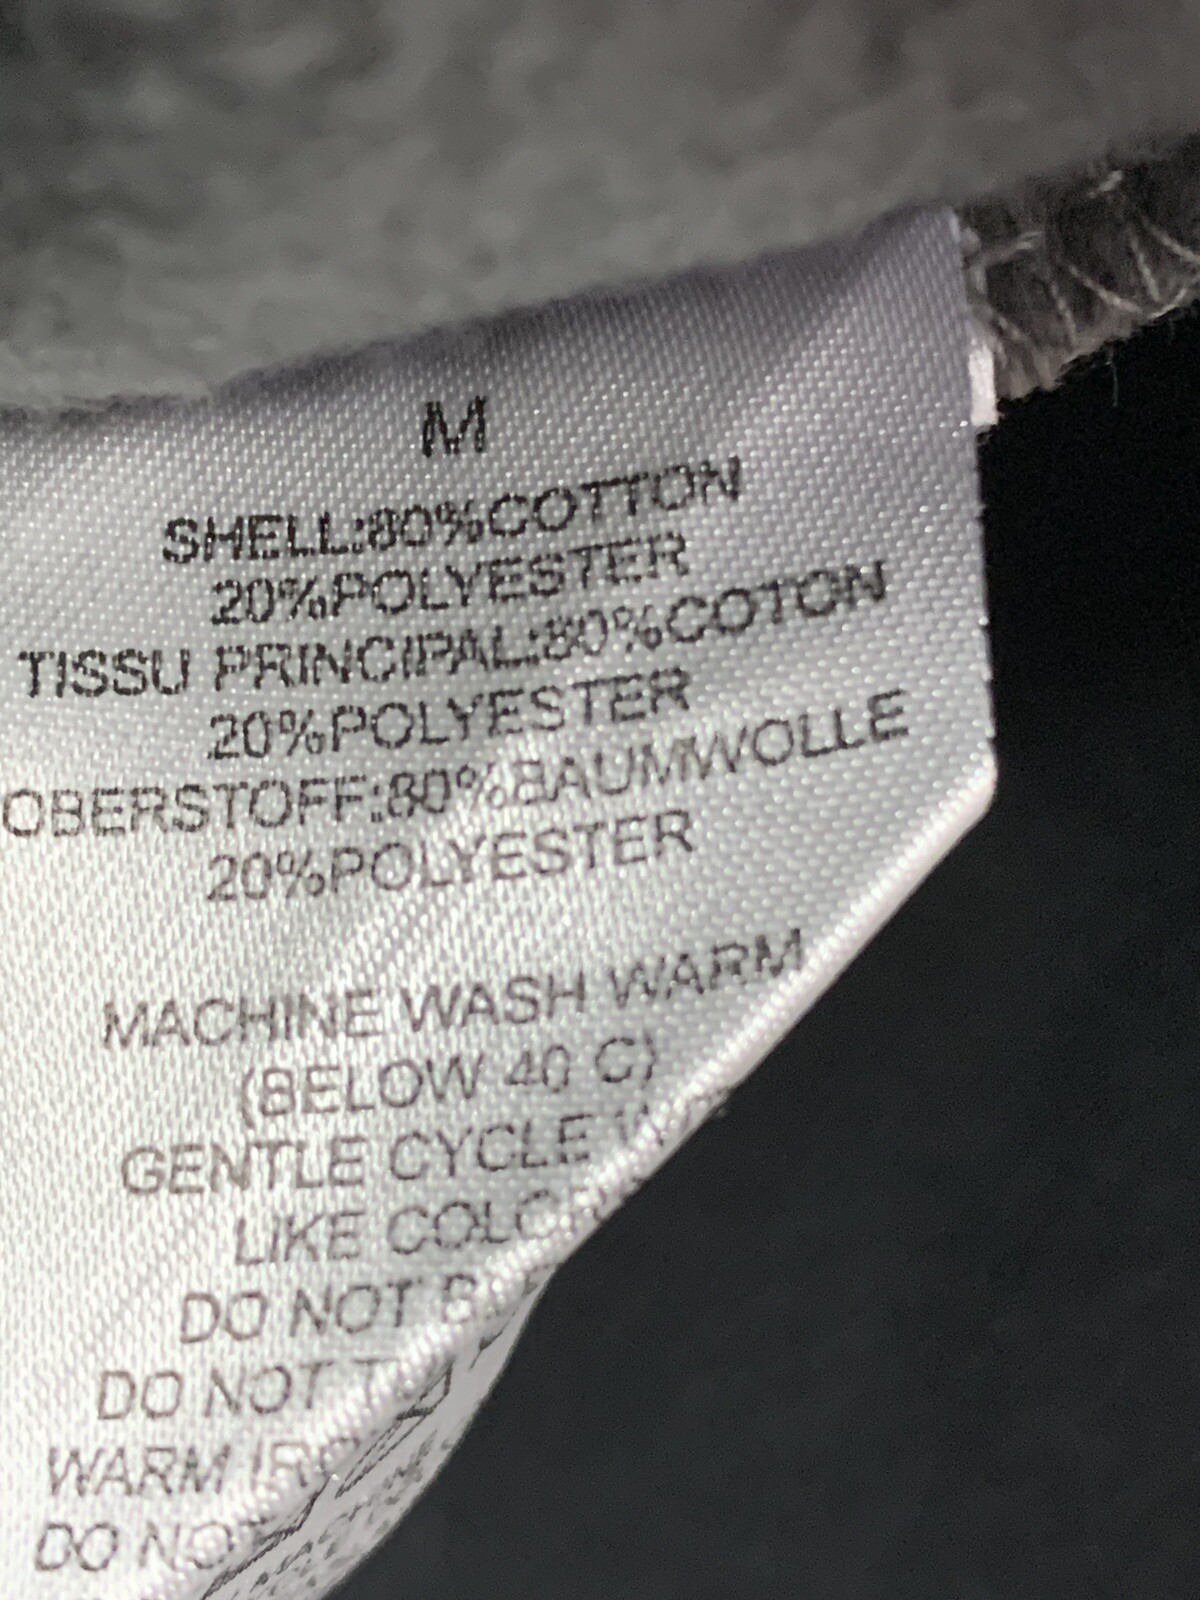 M
SHELL:80%COTTON
20%POLYESTER
TISSU PRINCIPAL:80%COTON
20%POLYESTER
OBERSTOFF:80%BAUMWOLLE
20%POLYESTER
MACHINE WASH WARM
(BELOW 40 C)
GENTLE CYCLE
LIKE
DO NOT
DO NOT
WARM
DO